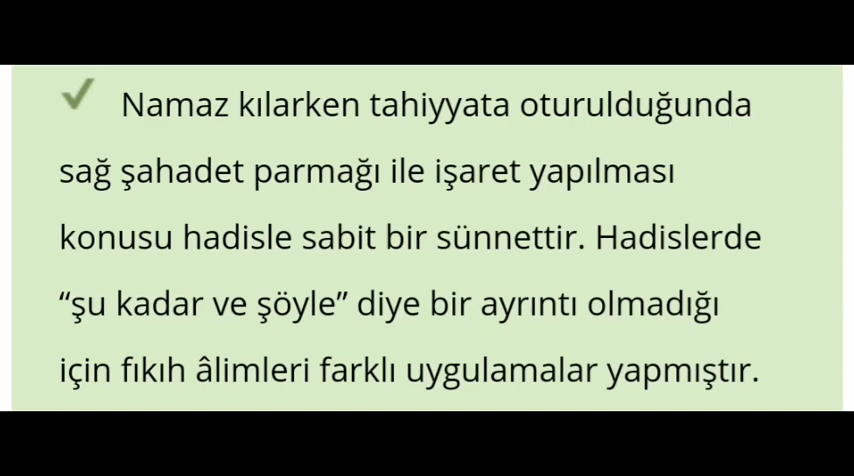 Namaz kılarken tahiyyata oturulduğunda
sağ şahadet parmağı ile işaret yapılması
konusu hadisle sabit bir sünnettir. Hadislerde
“şu kadar ve şöyle” diye bir ayrıntı olmadığı
için fıkıh âlimleri farklı uygulamalar yapmıştır.